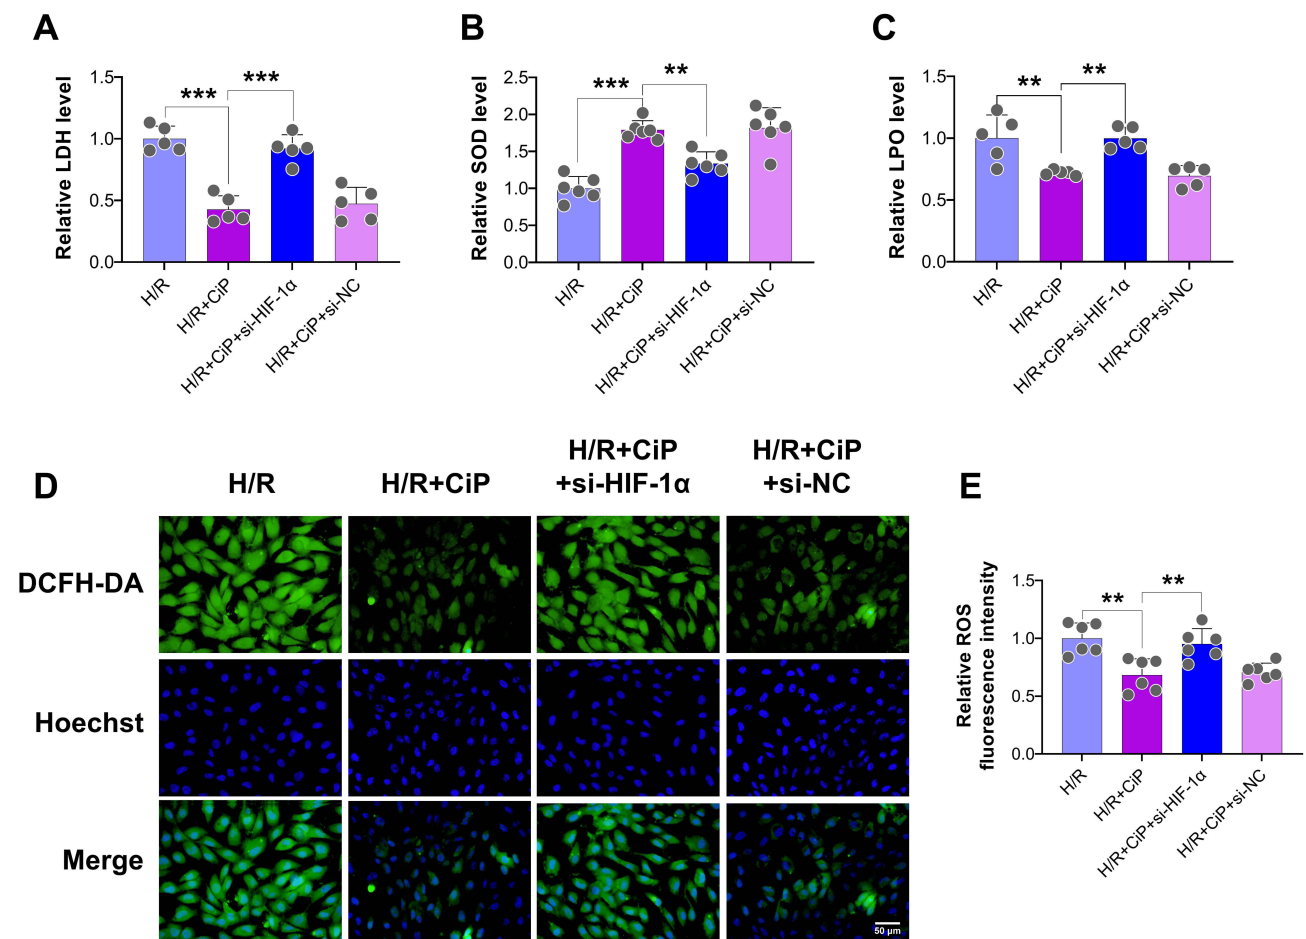 A
B
C
Relative LDH level
1.5
1.0
0.5
0.0
***
***
H/R
H/R+CiP
H/R+CiP+si-HIF-1α
H/R+CiP+si-NC
Relative SOD level
2.5
2.0
1.5
1.0
0.5
0.0
***
**
H/R
H/R+CiP
H/R+CiP+si-HIF-1α
H/R+CiP+si-NC
Relative LPO level
1.5
1.0
0.5
0.0
**
**
H/R
H/R+CiP
H/R+CiP+si-HIF-1α
H/R+CiP+si-NC
D
H/R
H/R+CiP
H/R+CiP
+si-HIF-1α
H/R+CiP
+si-NC
DCFH-DA
Hoechst
Merge
50 μm
E
Relative ROS
fluorescence intensity
1.5
1.0
0.5
0.0
**
**
H/R
H/R+CiP
H/R+CiP+si-HIF-1α
H/R+CiP+si-NC